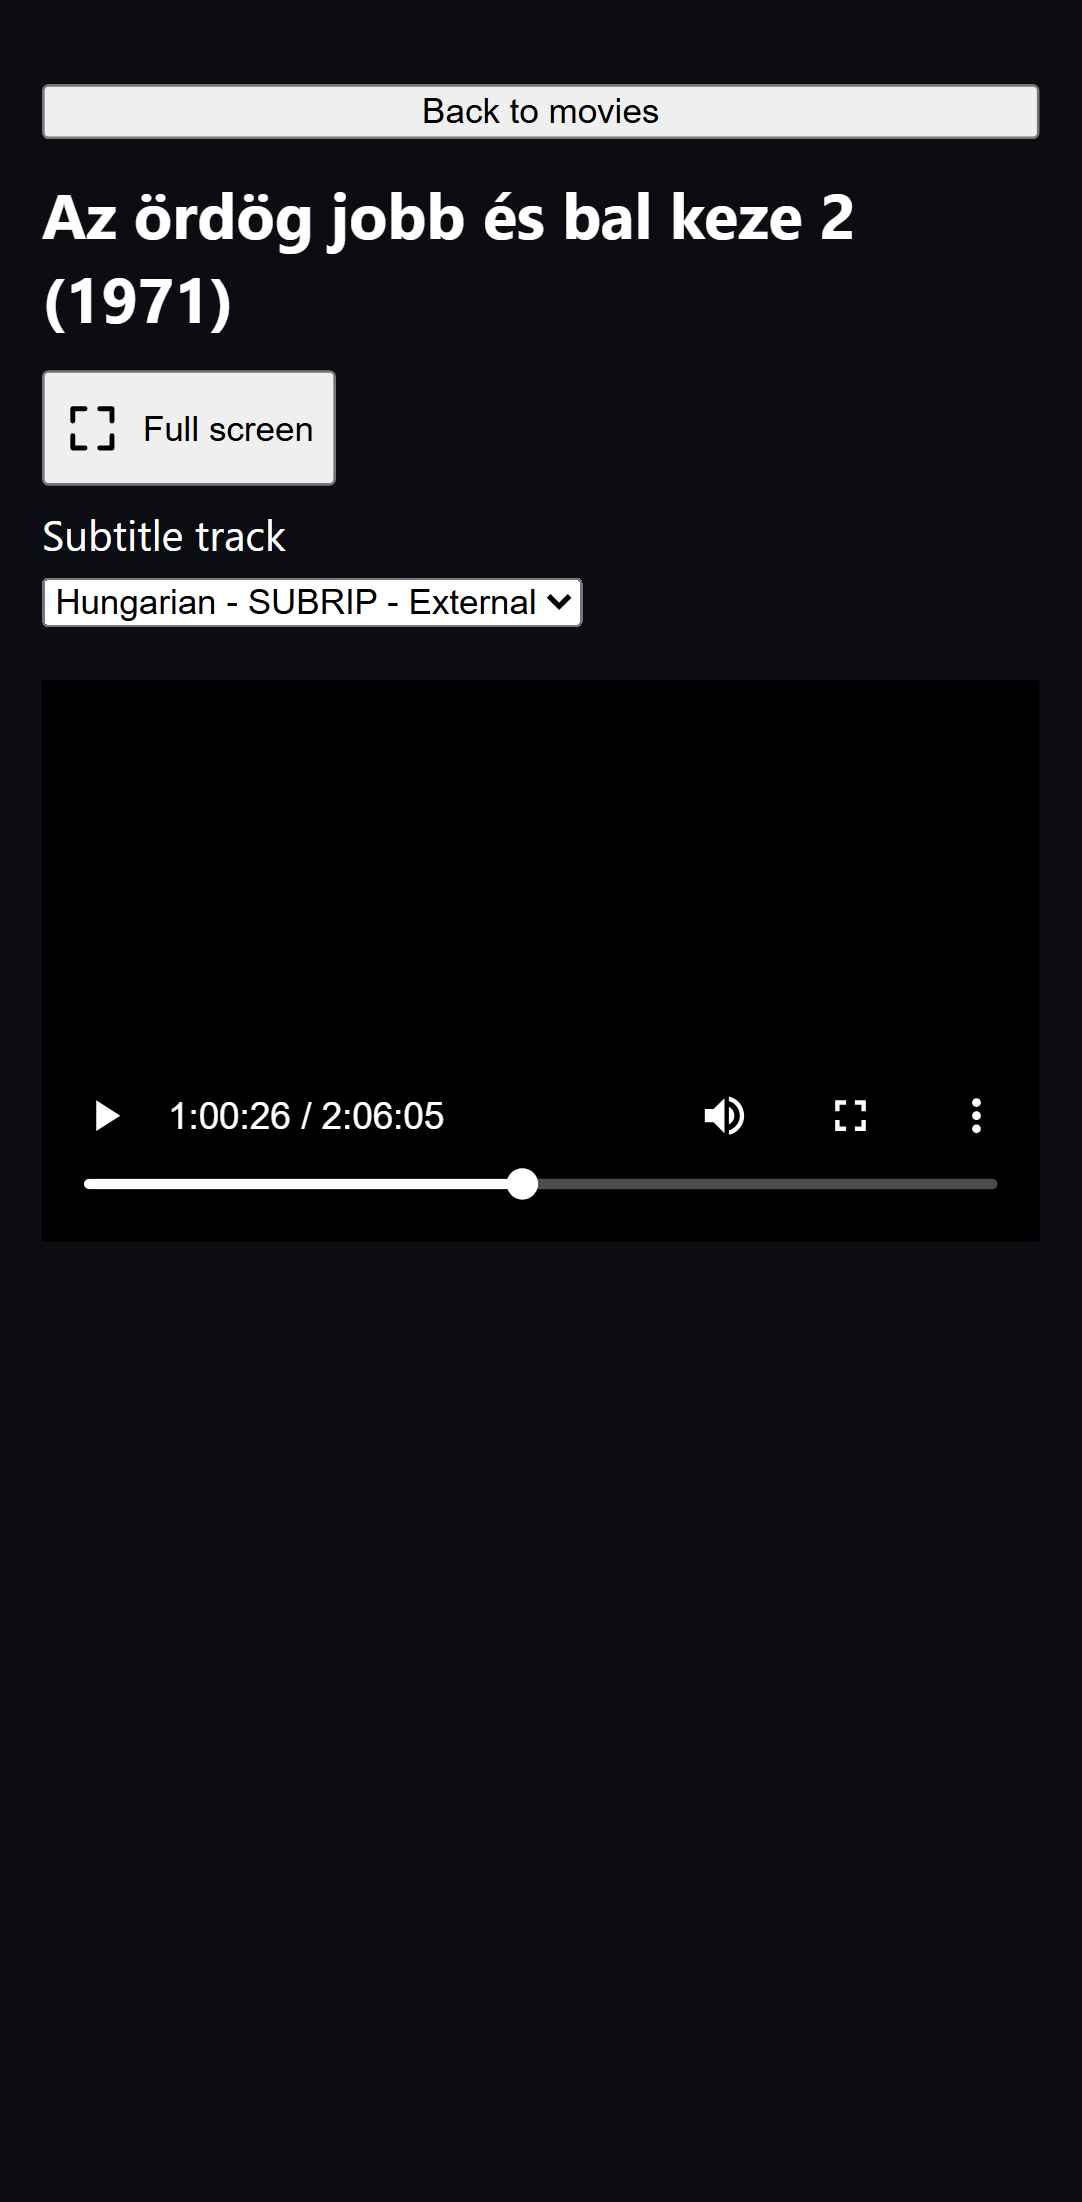 Back to movies
Az ördög jobb és bal keze 2
(1971)
Full screen
Subtitle track
Hungarian - SUBRIP - External
1:00:26 / 2:06:05